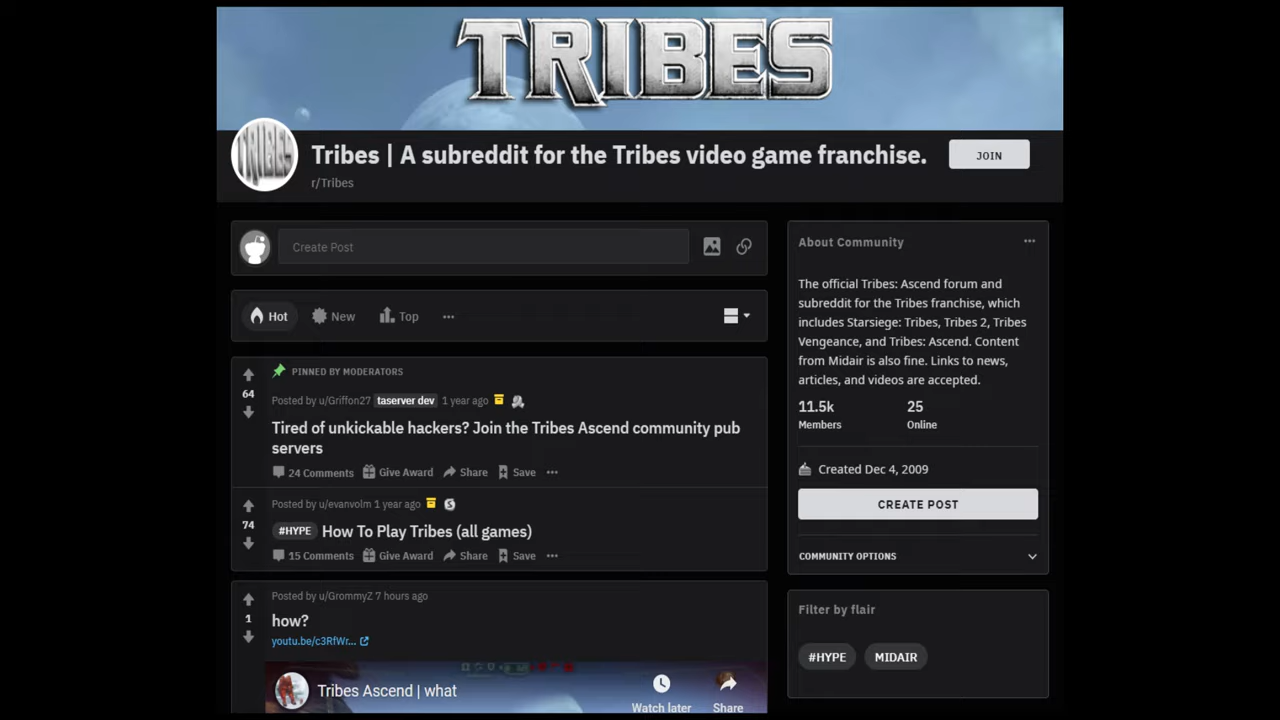 TRIBES
TRIBES
Tribes | A subreddit for the Tribes video game franchise.
JOIN
r/Tribes
Create Post
Hot
New
Top
PINNED BY MODERATORS
64
Posted by u/Griffon27 taserver dev 1 year ago
Tired of unkickable hackers? Join the Tribes Ascend community pub
servers
24 Comments Give Award Share Save
74
Posted by u/evanvolm 1 year ago
#HYPE How To Play Tribes (all games)
15 Comments Give Award Share Save
1
Posted by u/GrommyZ 7 hours ago
how?
youtu.be/c3RfWr...
Tribes Ascend | what
Watch later
Share
About Community
The official Tribes: Ascend forum and
subreddit for the Tribes franchise, which
includes Starsiege: Tribes, Tribes 2, Tribes
Vengeance, and Tribes: Ascend. Content
from Midair is also fine. Links to news,
articles, and videos are accepted.
11.5k 25
Members Online
Created Dec 4, 2009
CREATE POST
COMMUNITY OPTIONS
Filter by flair
#HYPE MIDAIR